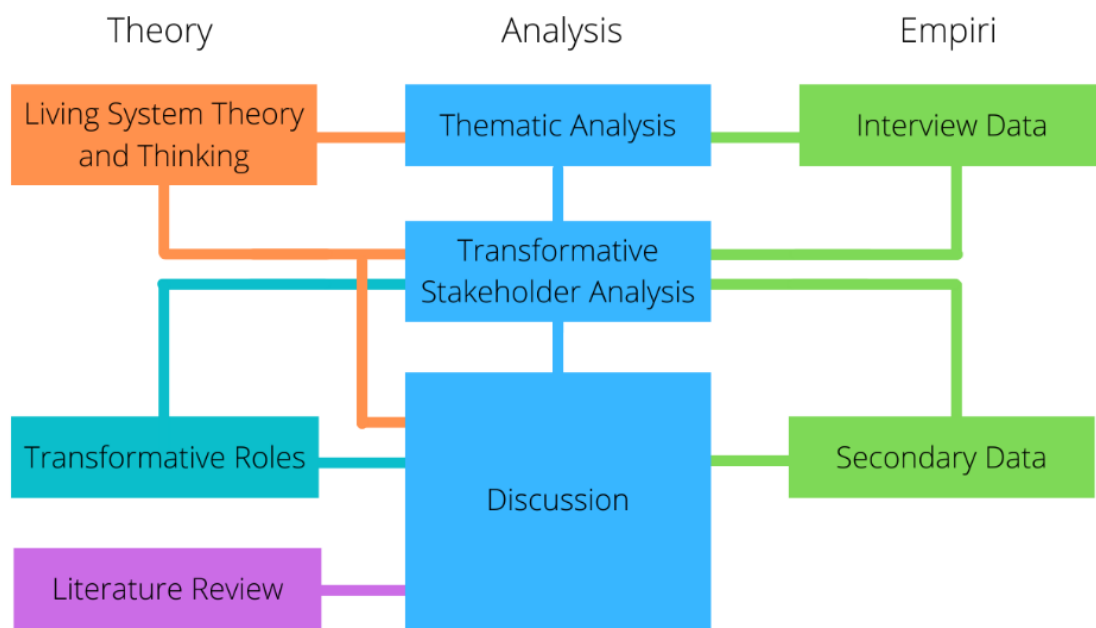 Theory
Analysis
Empiri
Living System Theory
and Thinking
Thematic Analysis
Interview Data
Transformative
Stakeholder Analysis
Transformative Roles
Discussion
Secondary Data
Literature Review